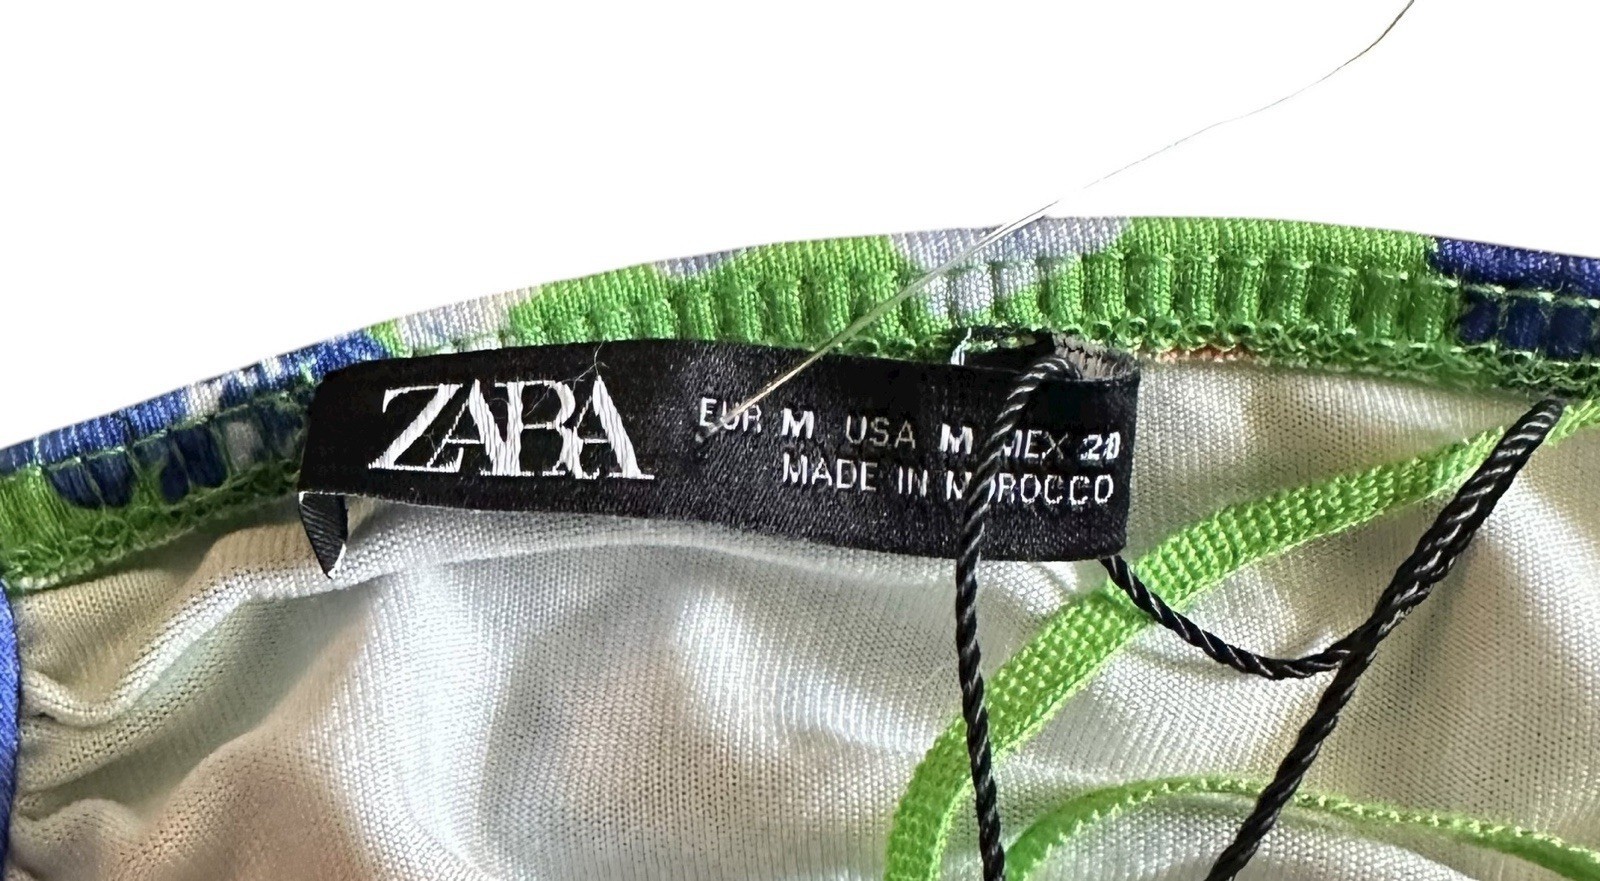 ZARA
EUR M USA M MEX 28
MADE IN MOROCCO